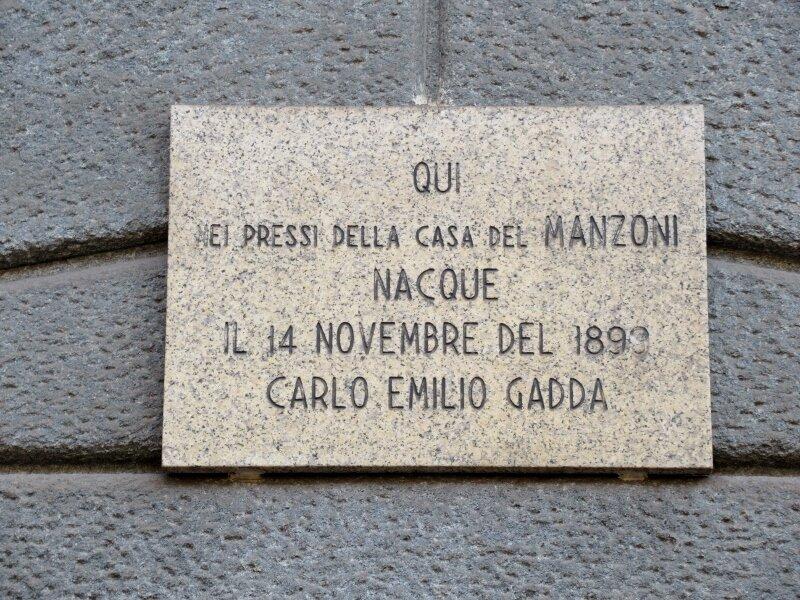 QUI
NEI PRESSI DELLA CASA DEL MANZONI
NACQUE
IL 14 NOVEMBRE DEL 1893
CARLO EMILIO GADDA